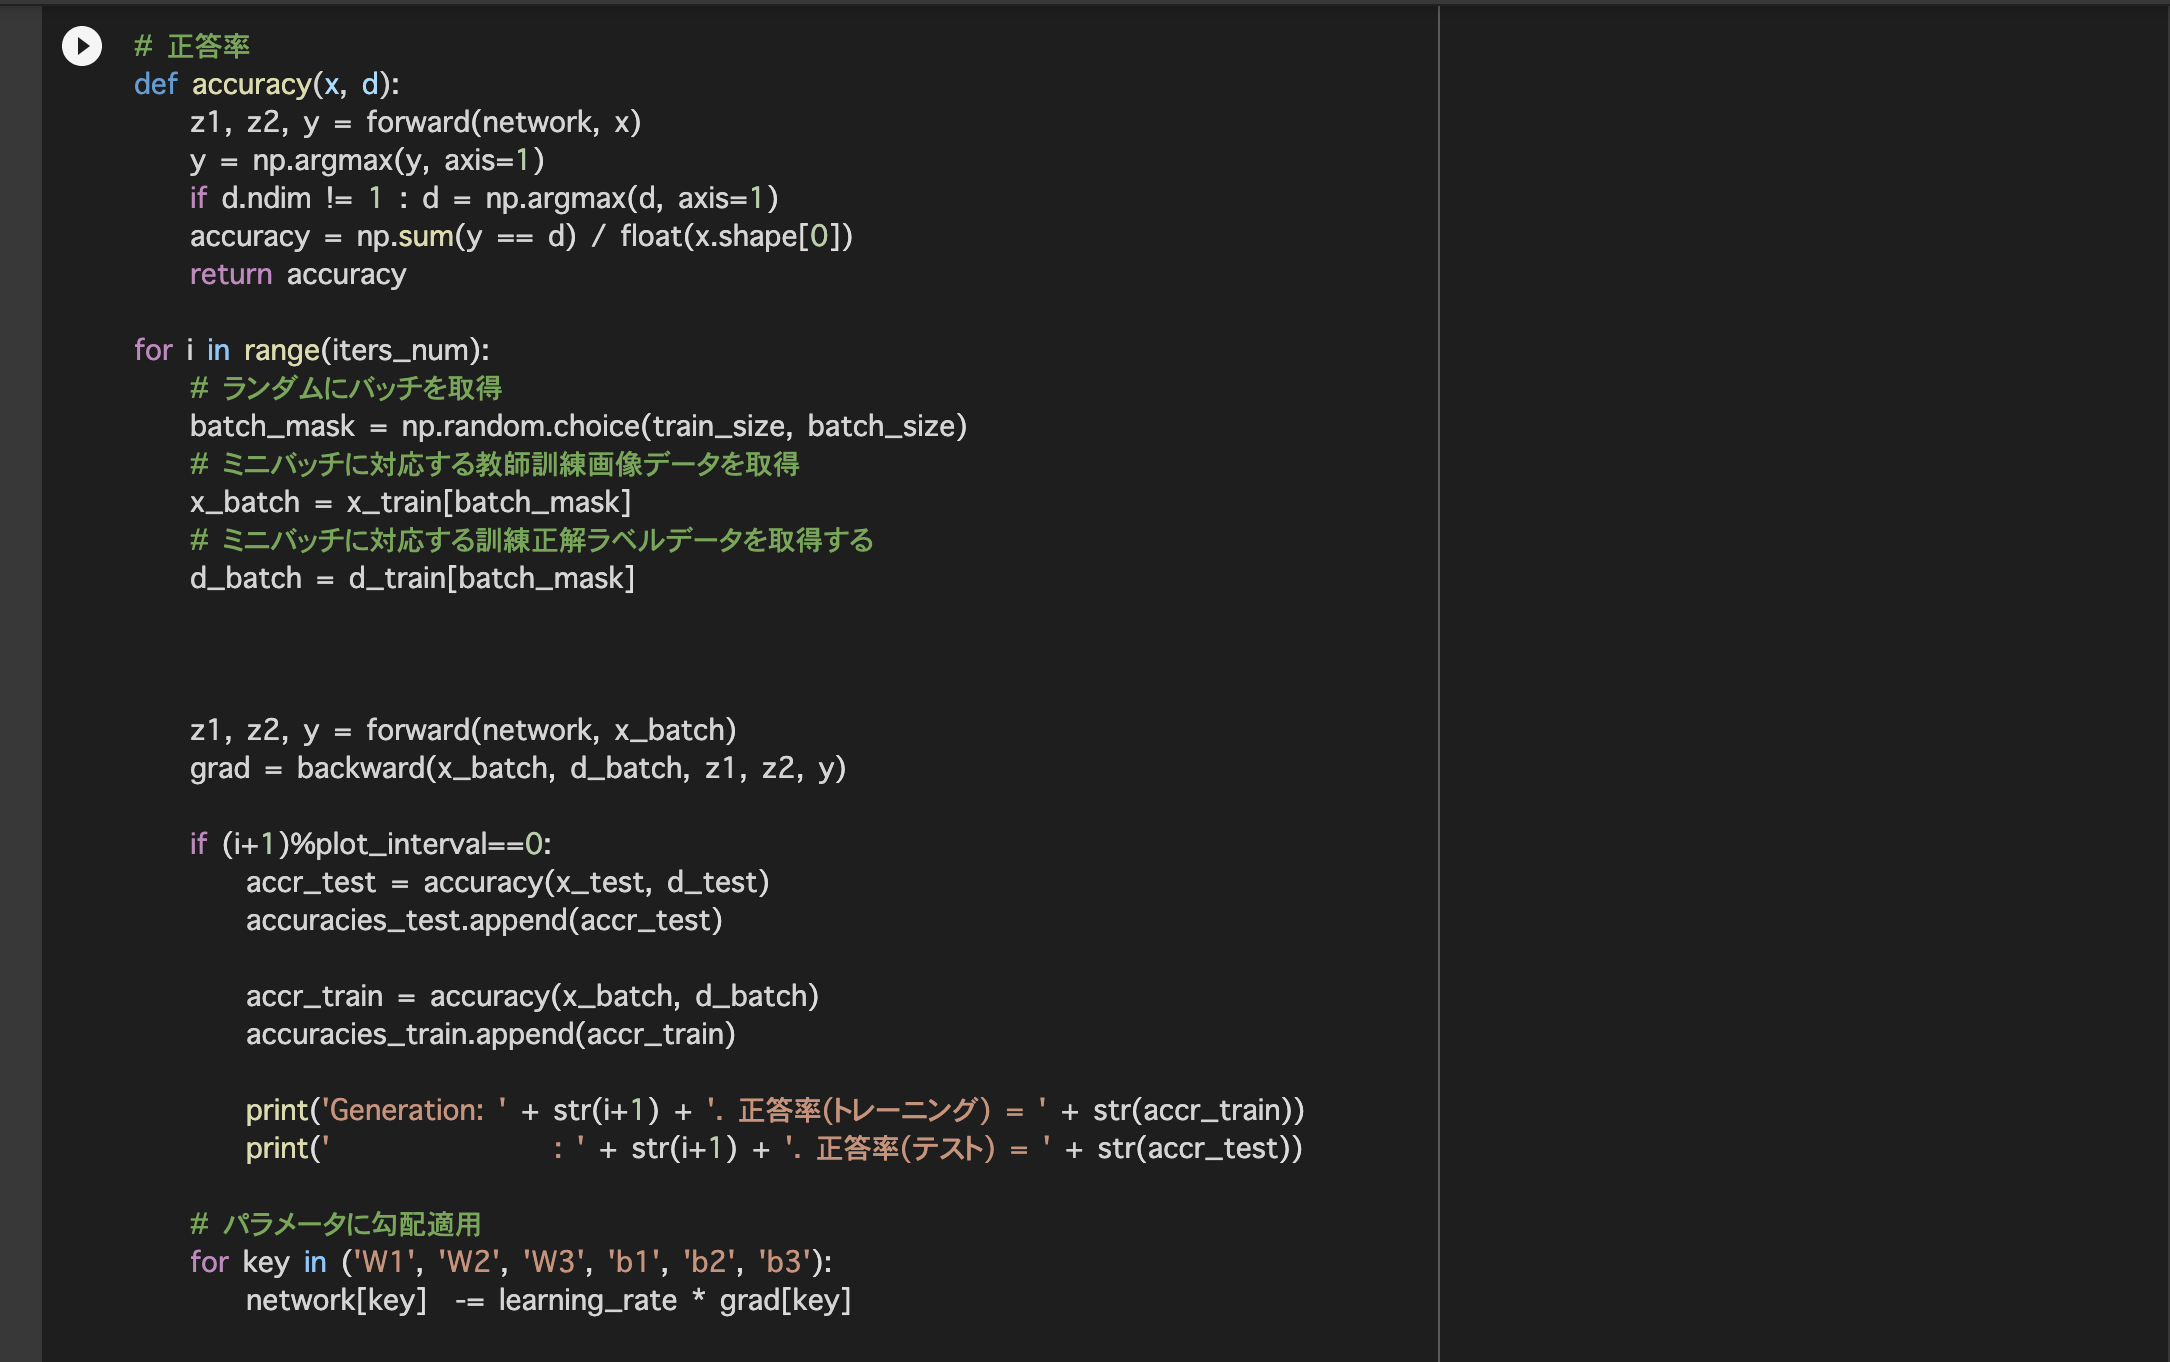 # 正答率
def accuracy(x, d):
    z1, z2, y = forward(network, x)
    y = np.argmax(y, axis=1)
    if d.ndim != 1 : d = np.argmax(d, axis=1)
    accuracy = np.sum(y == d) / float(x.shape[0])
    return accuracy

for i in range(iters_num):
    # ランダムにバッチを取得
    batch_mask = np.random.choice(train_size, batch_size)
    # ミニバッチに対応する教師訓練画像データを取得
    x_batch = x_train[batch_mask]
    # ミニバッチに対応する訓練正解ラベルデータを取得する
    d_batch = d_train[batch_mask]

    z1, z2, y = forward(network, x_batch)
    grad = backward(x_batch, d_batch, z1, z2, y)

    if (i+1)%plot_interval==0:
        accr_test = accuracy(x_test, d_test)
        accuracies_test.append(accr_test)

        accr_train = accuracy(x_batch, d_batch)
        accuracies_train.append(accr_train)

        print('Generation: ' + str(i+1) + '. 正答率(トレーニング) = ' + str(accr_train))
        print('                : ' + str(i+1) + '. 正答率(テスト) = ' + str(accr_test))

    # パラメータに勾配適用
    for key in ('W1', 'W2', 'W3', 'b1', 'b2', 'b3'):
        network[key]  -= learning_rate * grad[key]